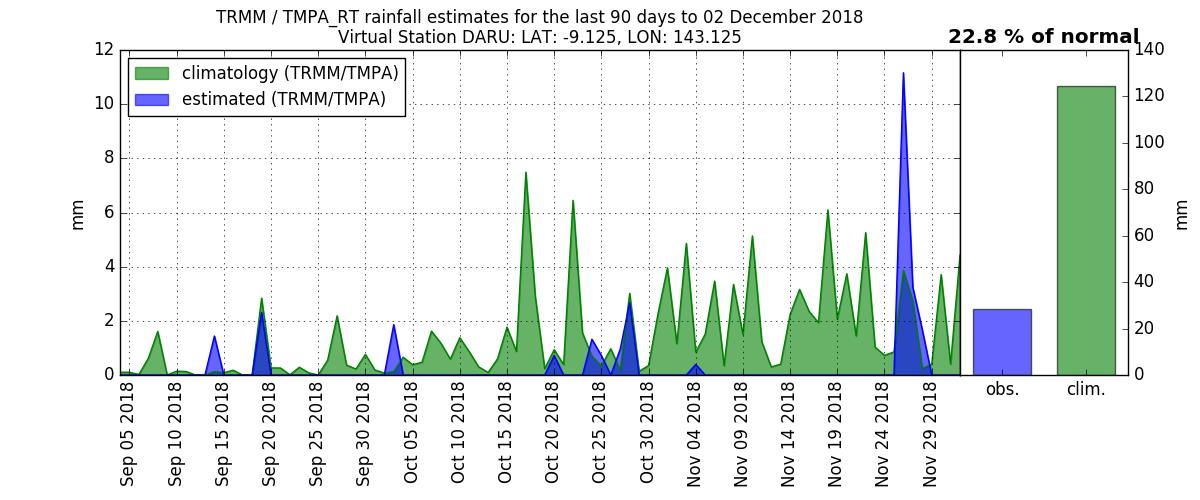 TRMM / TMPA_RT rainfall estimates for the last 90 days to 02 December 2018
Virtual Station DARU: LAT: -9.125, LON: 143.125
22.8 % of normal
climatology (TRMM/TMPA)
estimated (TRMM/TMPA)
12
10
8
6
4
2
0
mm
Sep 05 2018
Sep 10 2018
Sep 15 2018
Sep 20 2018
Sep 25 2018
Sep 30 2018
Oct 05 2018
Oct 10 2018
Oct 15 2018
Oct 20 2018
Oct 25 2018
Oct 30 2018
Nov 04 2018
Nov 09 2018
Nov 14 2018
Nov 19 2018
Nov 24 2018
Nov 29 2018
obs.
clim.
140
120
100
80
60
40
20
0
mm